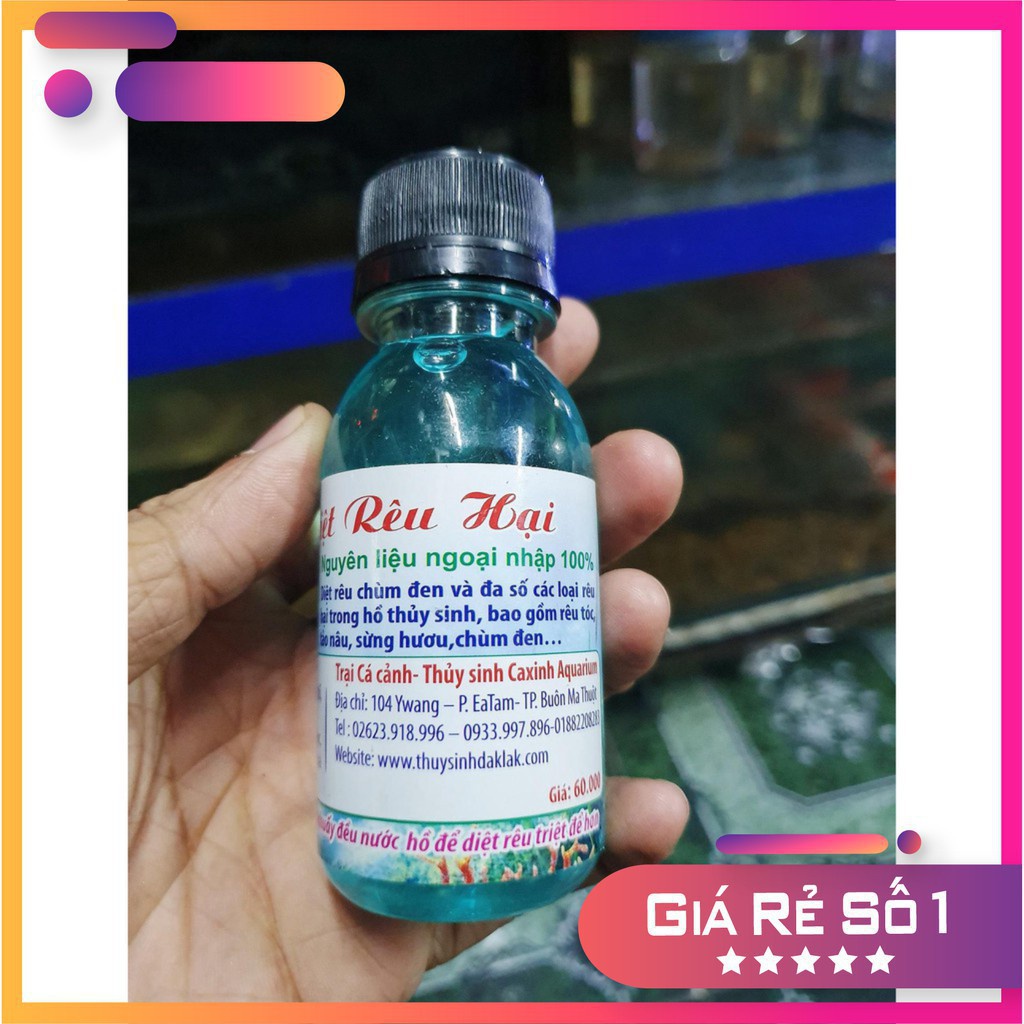 Rêu Hại
Nguyên liệu ngoại nhập 100%
Diệt rêu chùm đen và đa số các loại rêu
hại trong hồ thủy sinh, bao gồm rêu tóc,
tảo nâu, sừng hươu,chùm đen...
Trại Cá cảnh- Thủy sinh Caxinh Aquarium
Địa chỉ: 104 Ywang – P. EaTam- TP. Buôn Ma Thuột
Tel : 02623.918.996 – 0933.997.896-01882208283
Website: www.thuysinhdaklak.com
Giá: 60.000
đều nước hồ để diệt rêu triệt để hơn
GIÁ RẺ SỐ 1